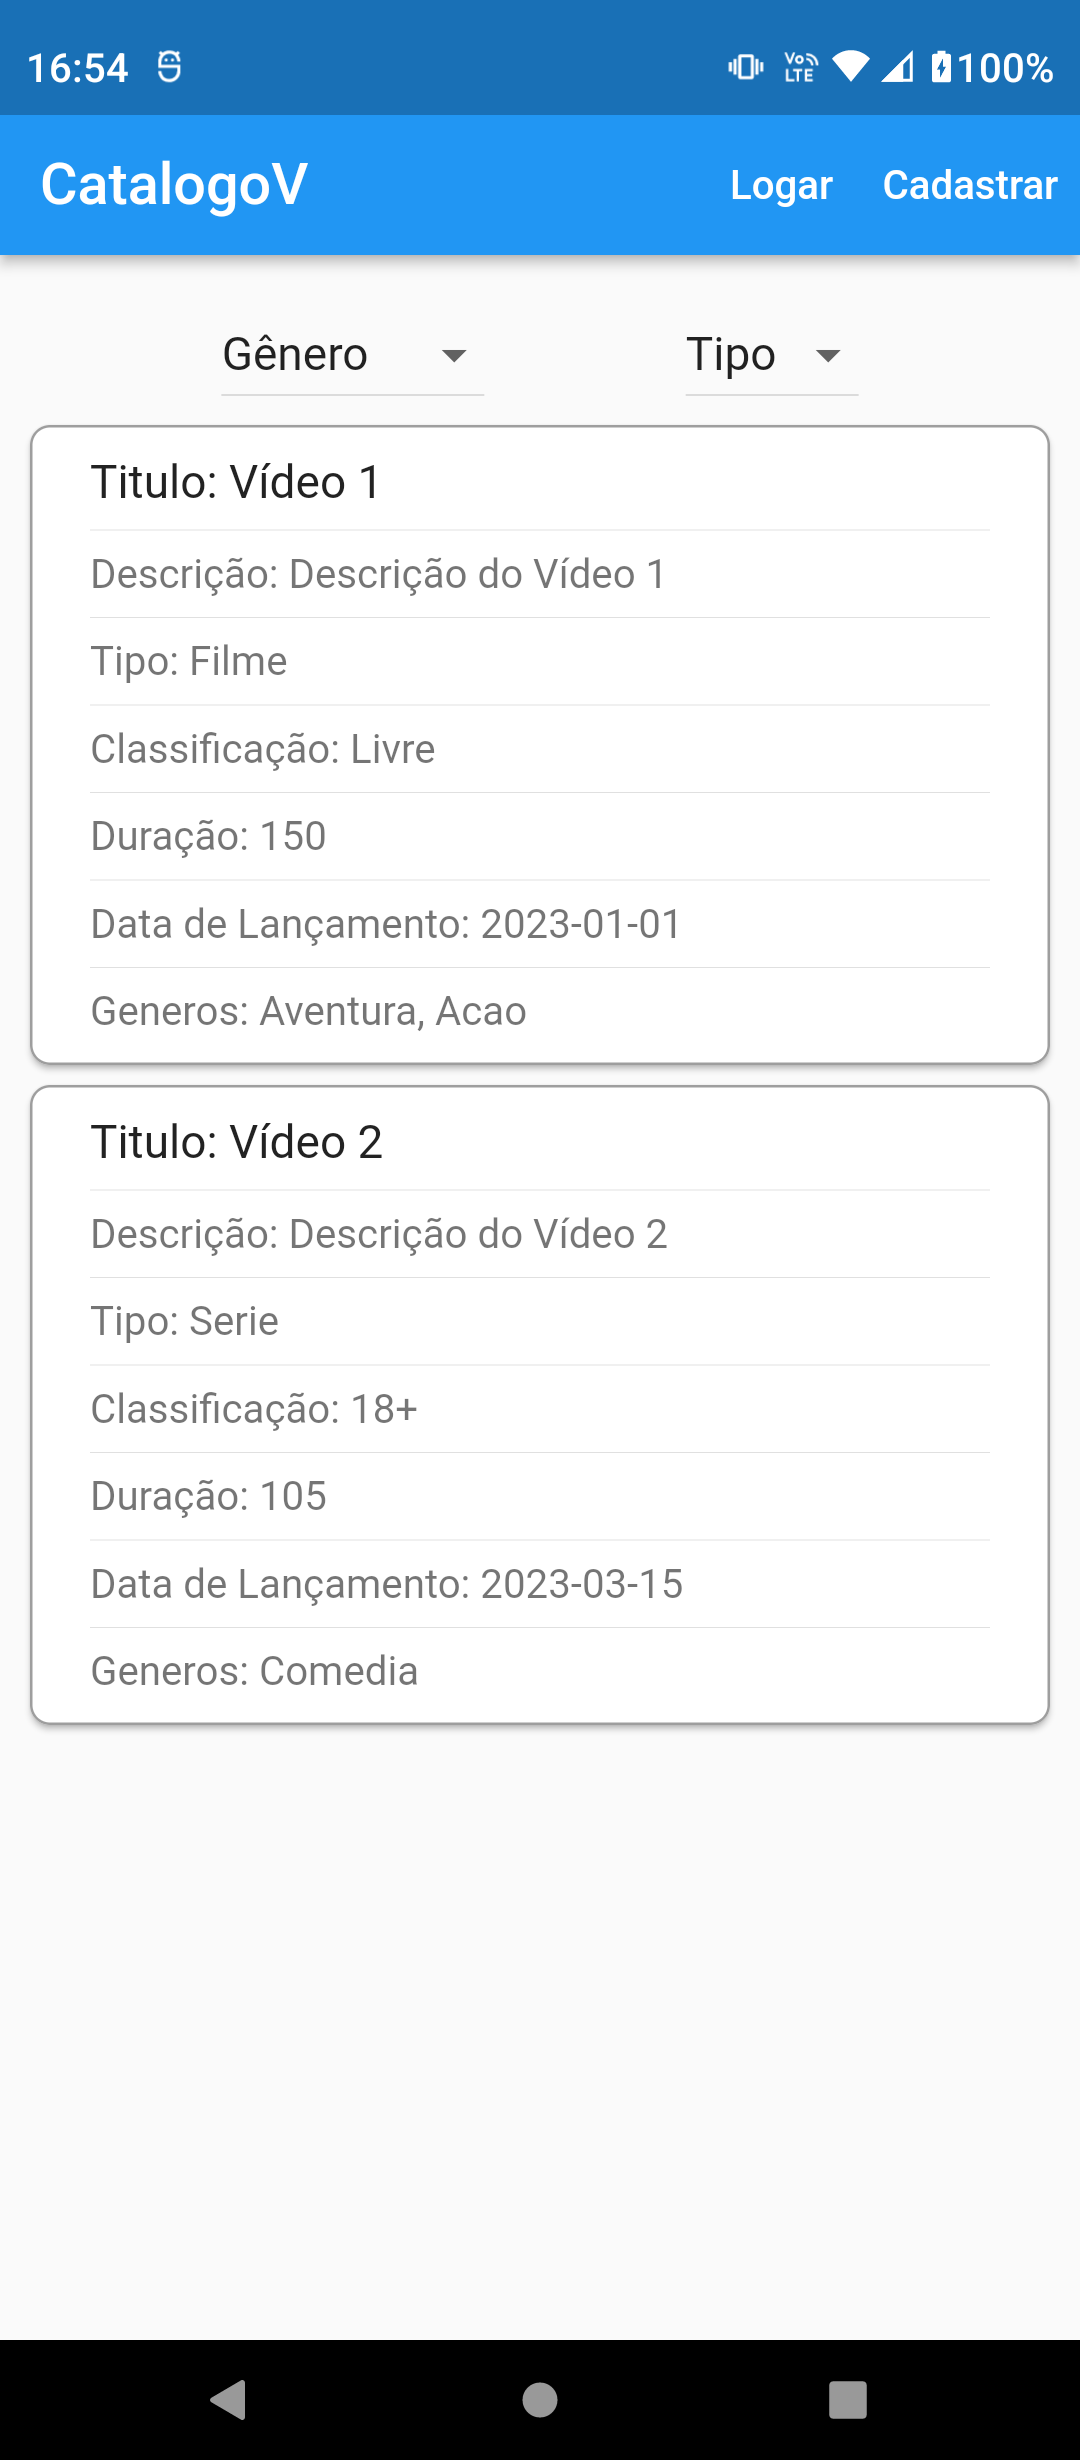 16:54 VoLTE 100%
CatalogoV Logar Cadastrar
Gênero Tipo
Titulo: Vídeo 1
Descrição: Descrição do Vídeo 1
Tipo: Filme
Classificação: Livre
Duração: 150
Data de Lançamento: 2023-01-01
Generos: Aventura, Acao
Titulo: Vídeo 2
Descrição: Descrição do Vídeo 2
Tipo: Serie
Classificação: 18+
Duração: 105
Data de Lançamento: 2023-03-15
Generos: Comedia